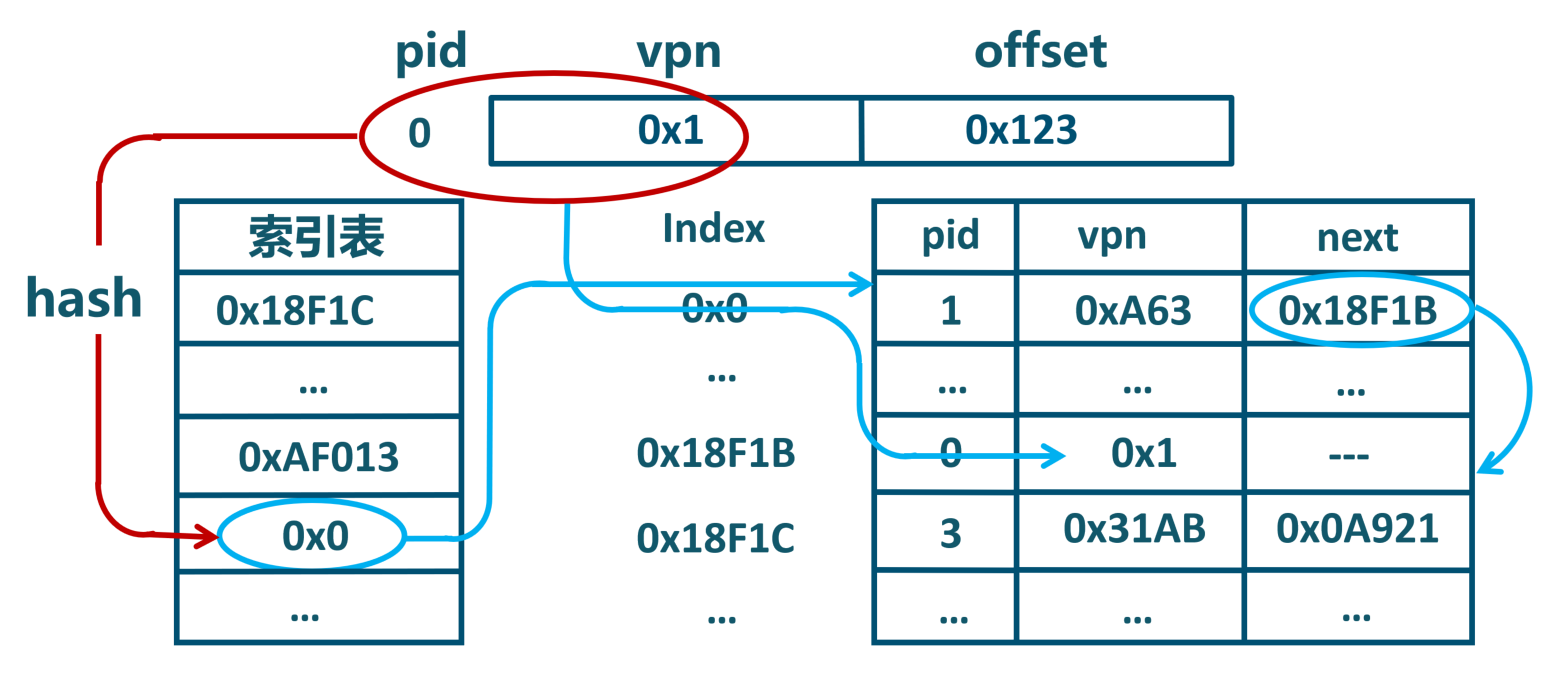 pid vpn offset
0 0x1 0x123
hash
索引表 Index pid vpn next
0x18F1C 0x0 1 0xA63 0x18F1B
... ... ... ... ...
0xAF013 0x18F1B 0 0x1 ---
0x0 0x18F1C 3 0x31AB 0x0A921
... ... ... ... ...